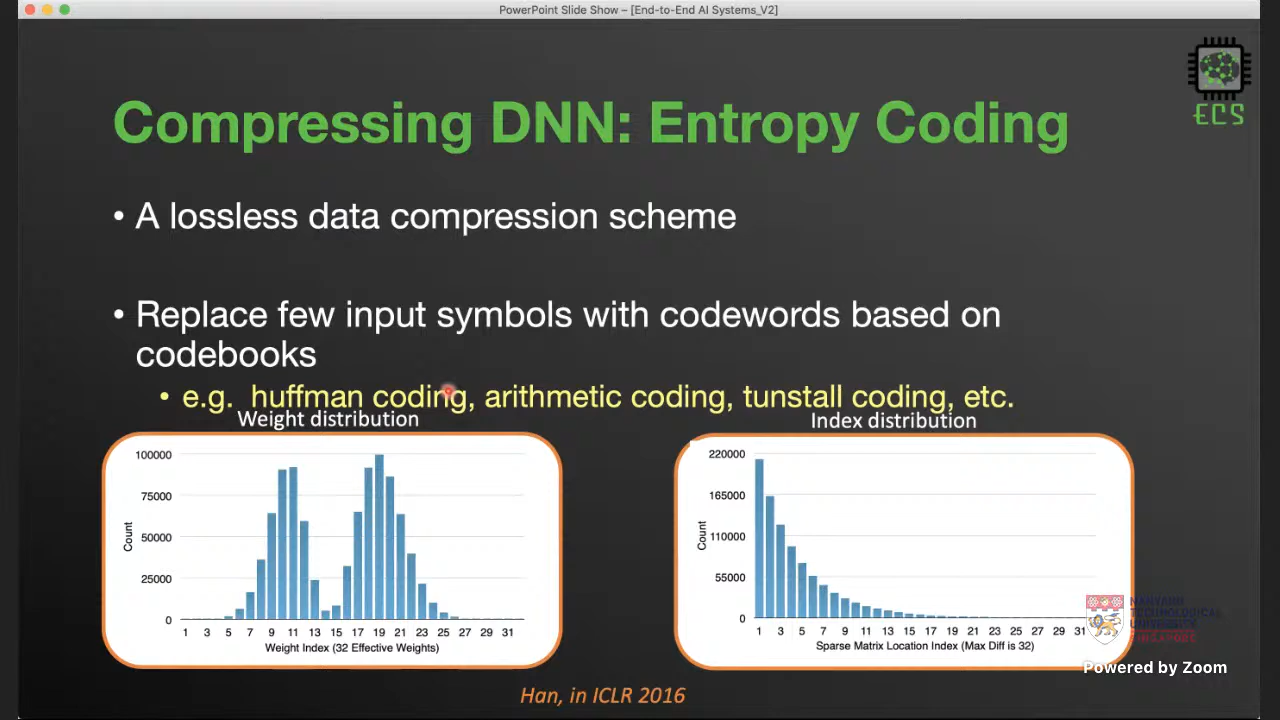 PowerPoint Slide Show – [End-to-End AI Systems_V2]
ECS
Compressing DNN: Entropy Coding
• A lossless data compression scheme
• Replace few input symbols with codewords based on
codebooks
• e.g. huffman coding, arithmetic coding, tunstall coding, etc.
Weight distribution
100000
75000
50000
25000
0
Count
1 3 5 7 9 11 13 15 17 19 21 23 25 27 29 31
Weight Index (32 Effective Weights)
Index distribution
220000
165000
110000
55000
0
Count
1 3 5 7 9 11 13 15 17 19 21 23 25 27 29 31
Sparse Matrix Location Index (Max Diff is 32)
NANYANG
TECHNOLOGICAL
UNIVERSITY
SINGAPORE
Powered by Zoom
Han, in ICLR 2016